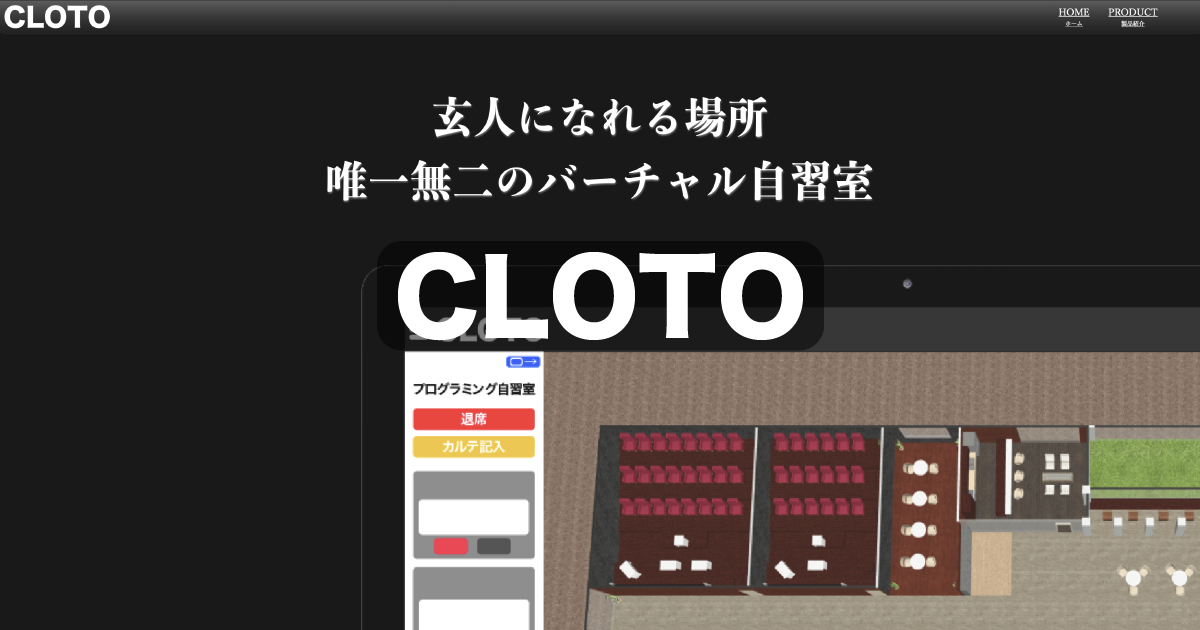 CLOTO
HOME
ホーム
PRODUCT
製品紹介
玄人になれる場所
唯一無二のバーチャル自習室
CLOTO
CLOTO
プログラミング自習室
退席
カルテ記入